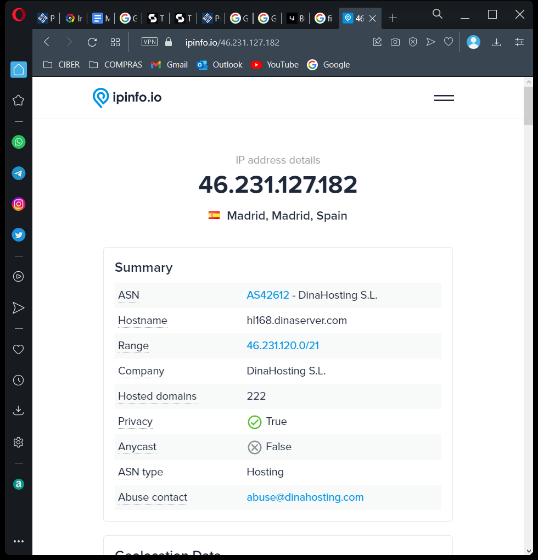 VPN
ipinfo.io/46.231.127.182
CIBER
COMPRAS
Gmail
Outlook
YouTube
Google
ipinfo.io
IP address details
46.231.127.182
Madrid, Madrid, Spain
Summary
ASN AS42612 - DinaHosting S.L.
Hostname hl168.dinaserver.com
Range 46.231.120.0/21
Company DinaHosting S.L.
Hosted domains 222
Privacy True
Anycast False
ASN type Hosting
Abuse contact abuse@dinahosting.com